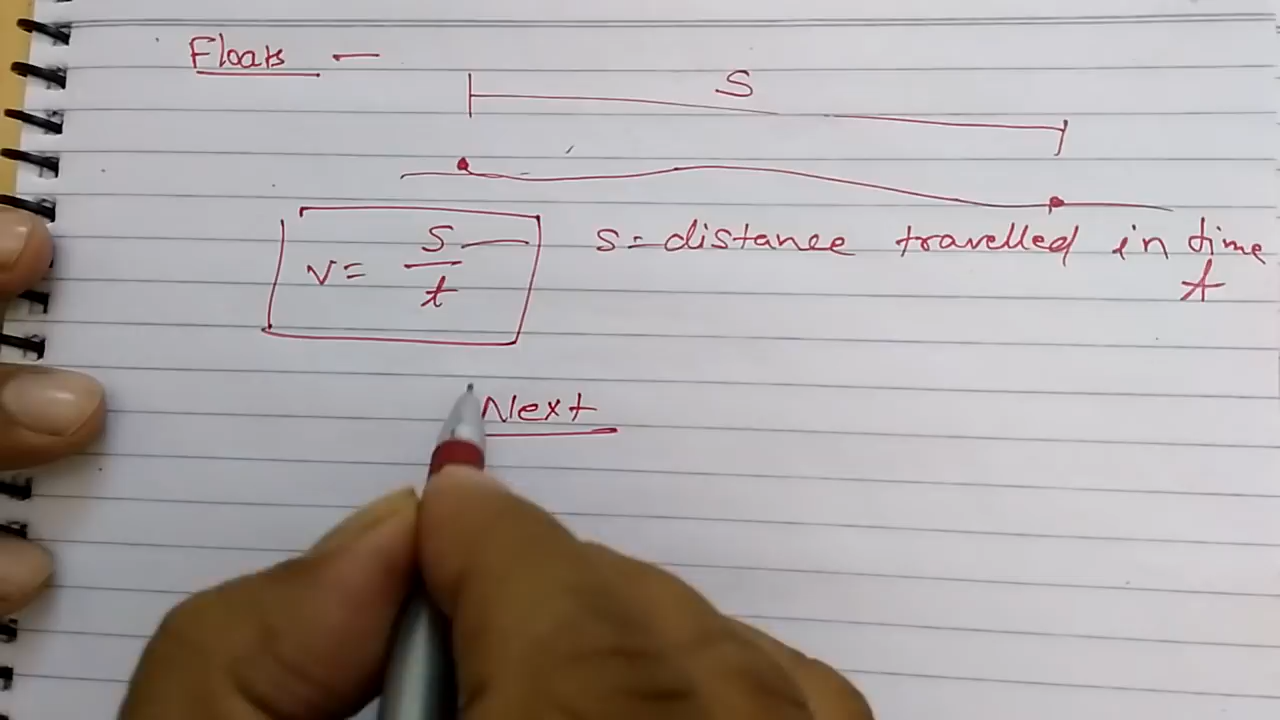 Floats —
S
v = s/t
s = distance travelled in time
t
Next